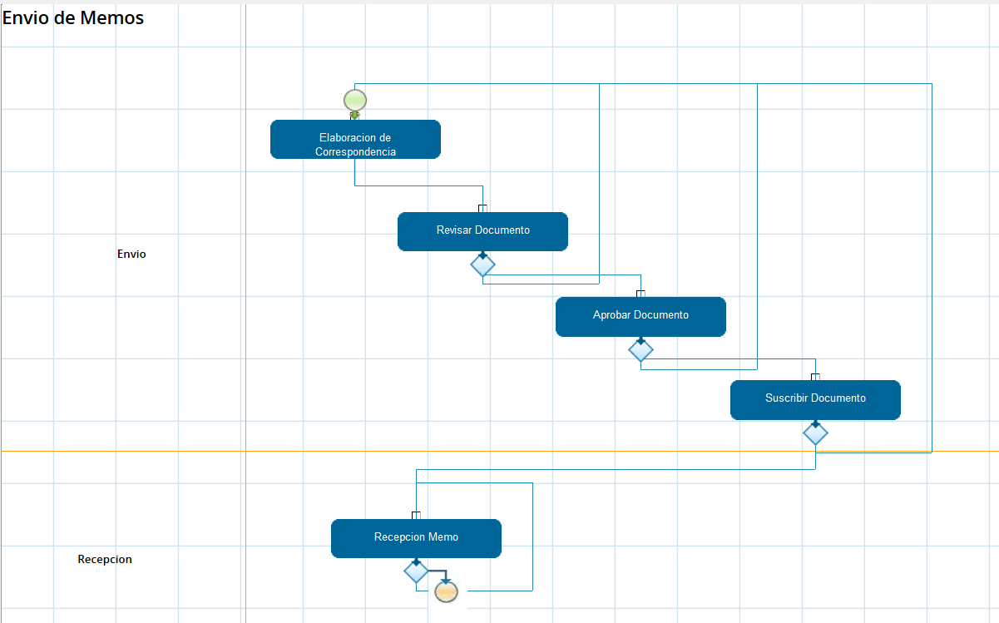 Envio de Memos
Elaboracion de
Correspondencia
Revisar Documento
Envio
Aprobar Documento
Suscribir Documento
Recepcion Memo
Recepcion